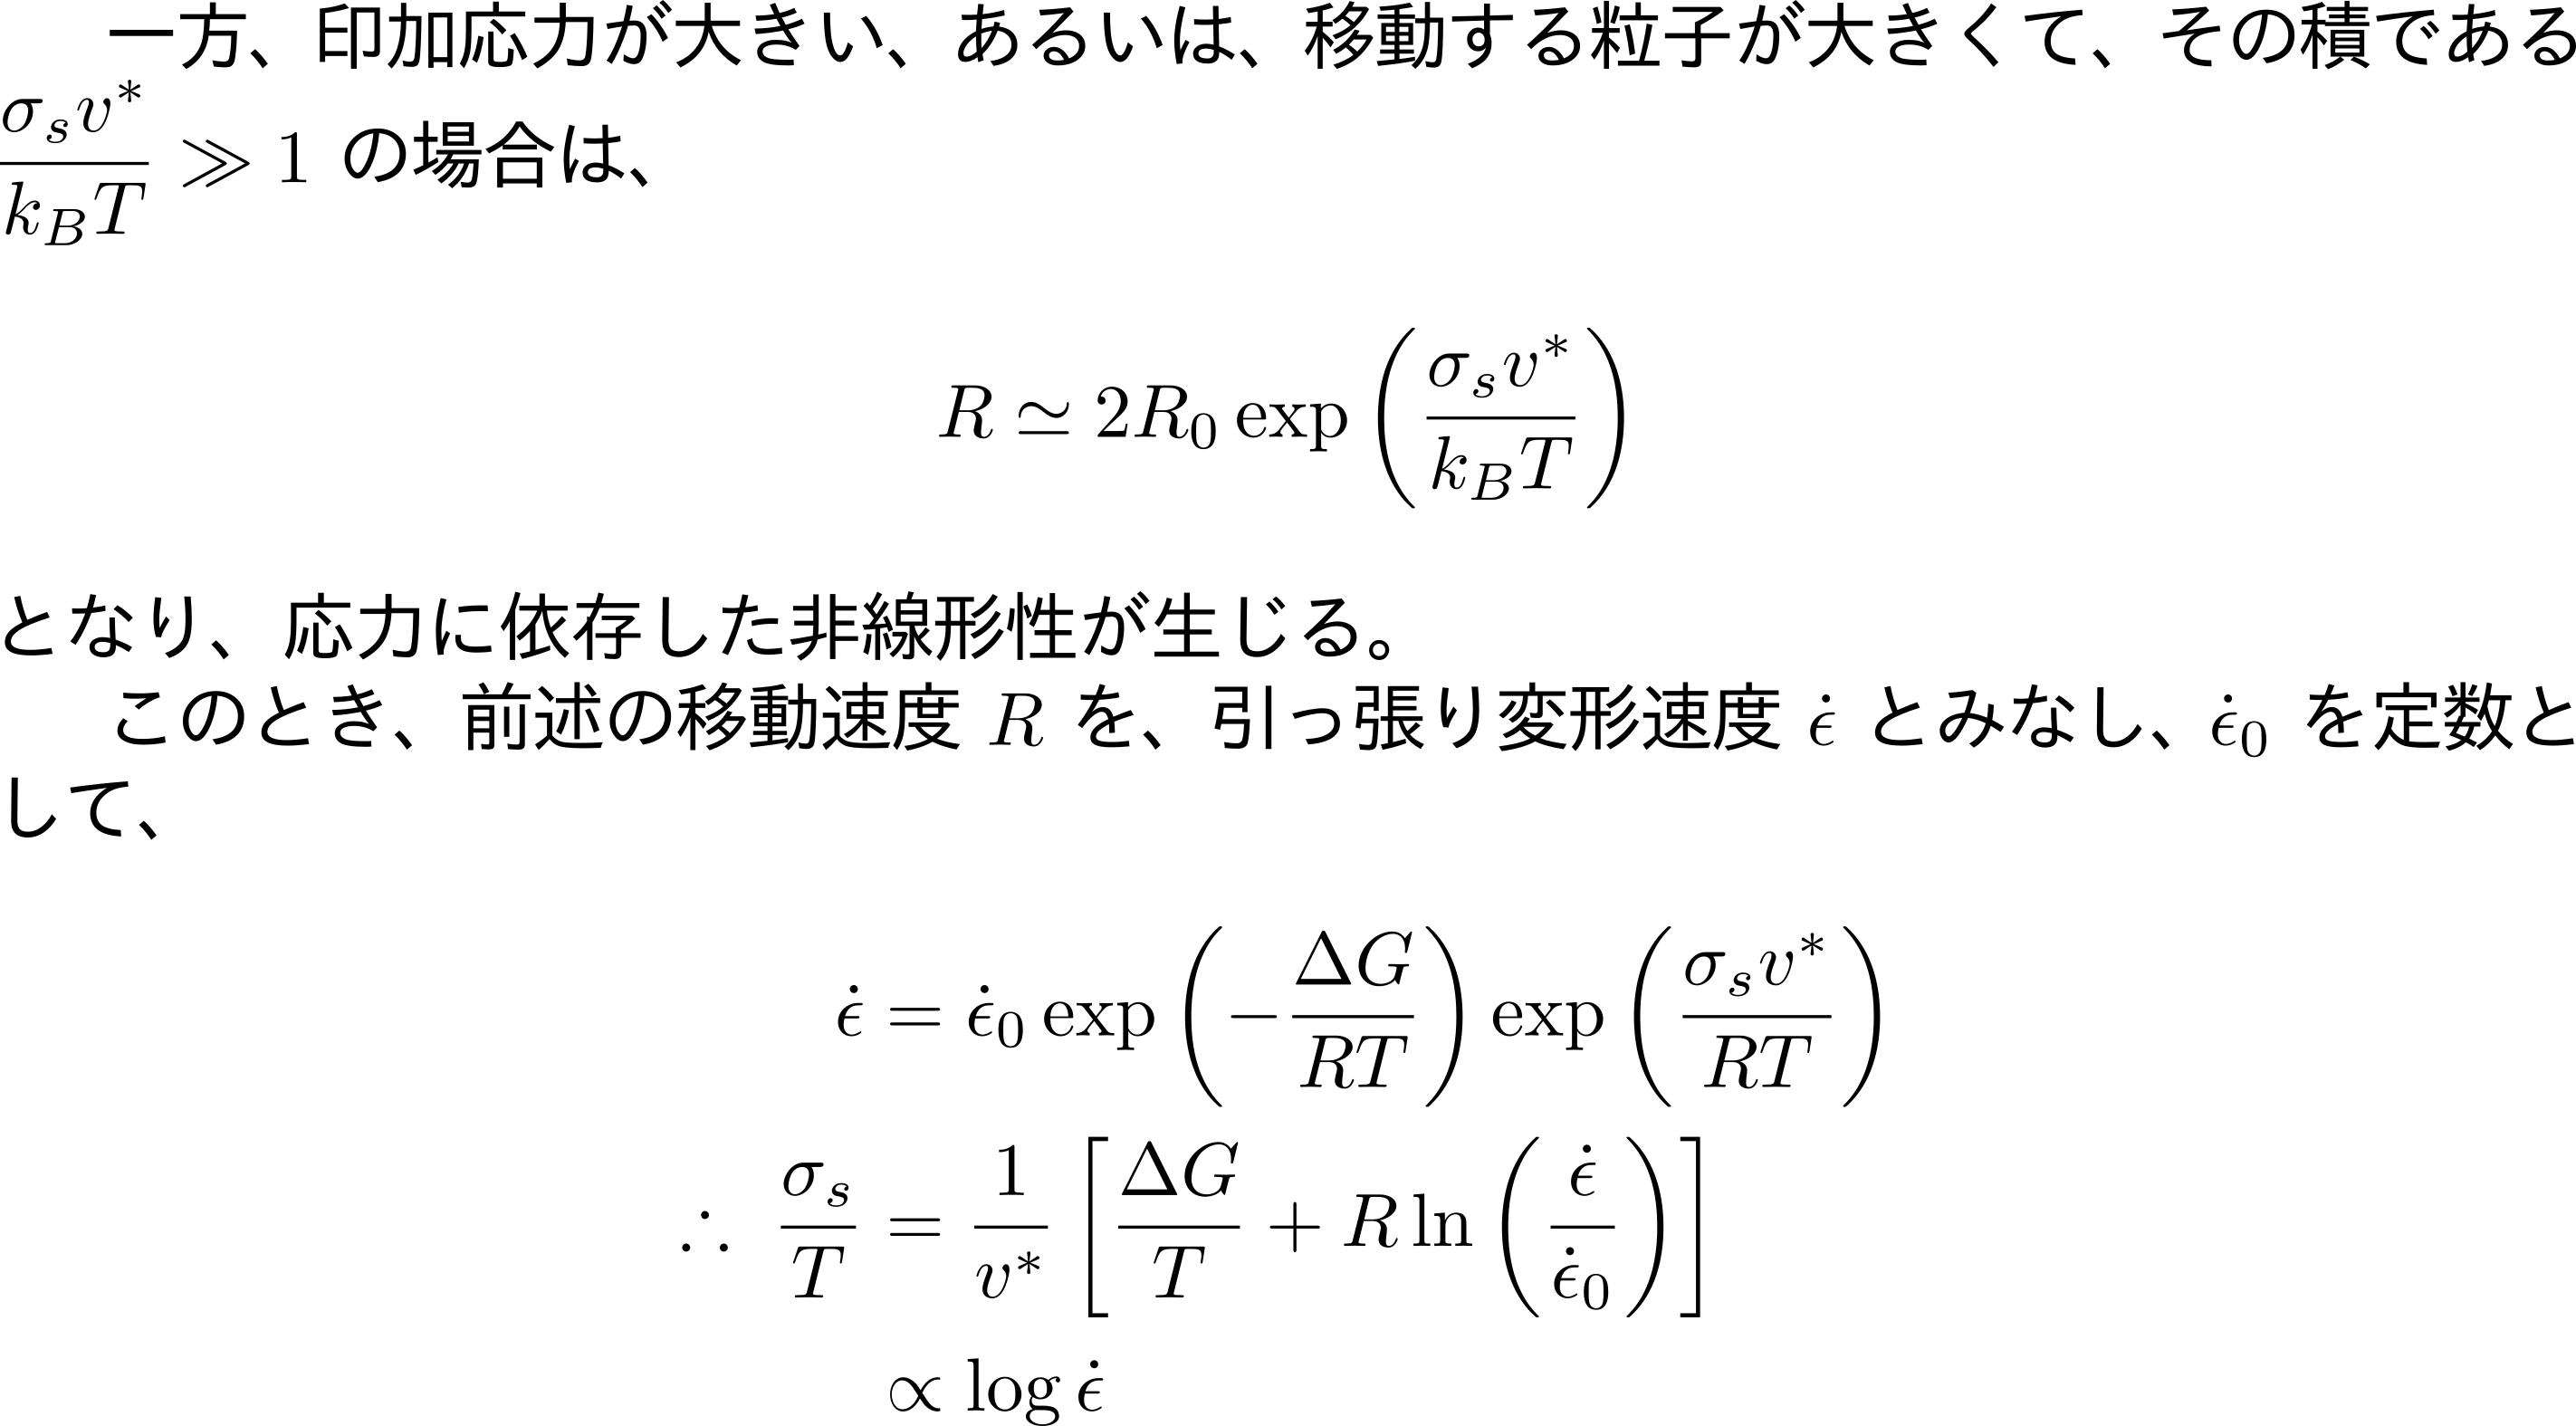 一方、印加応力が大きい、あるいは、移動する粒子が大きくて、その積である
$\frac{\sigma_s v^*}{k_B T} \gg 1$ の場合は、
$R \simeq 2R_0 \exp\left(\frac{\sigma_s v^*}{k_B T}\right)$
となり、応力に依存した非線形性が生じる。
このとき、前述の移動速度 $R$ を、引っ張り変形速度 $\dot{\epsilon}$ とみなし、$\dot{\epsilon}_0$ を定数と
して、
$\dot{\epsilon} = \dot{\epsilon}_0 \exp\left(-\frac{\Delta G}{RT}\right) \exp\left(\frac{\sigma_s v^*}{RT}\right)$
$\therefore \frac{\sigma_s}{T} = \frac{1}{v^*}\left[\frac{\Delta G}{T} + R \ln\left(\frac{\dot{\epsilon}}{\dot{\epsilon}_0}\right)\right]$
$\propto \log \dot{\epsilon}$